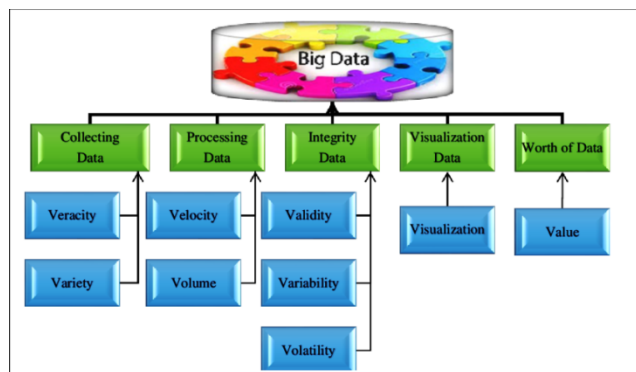 Big Data
Collecting
Data
Processing
Data
Integrity
Data
Visualization
Data
Worth of Data
Veracity
Velocity
Validity
Visualization
Value
Variety
Volume
Variability
Volatility